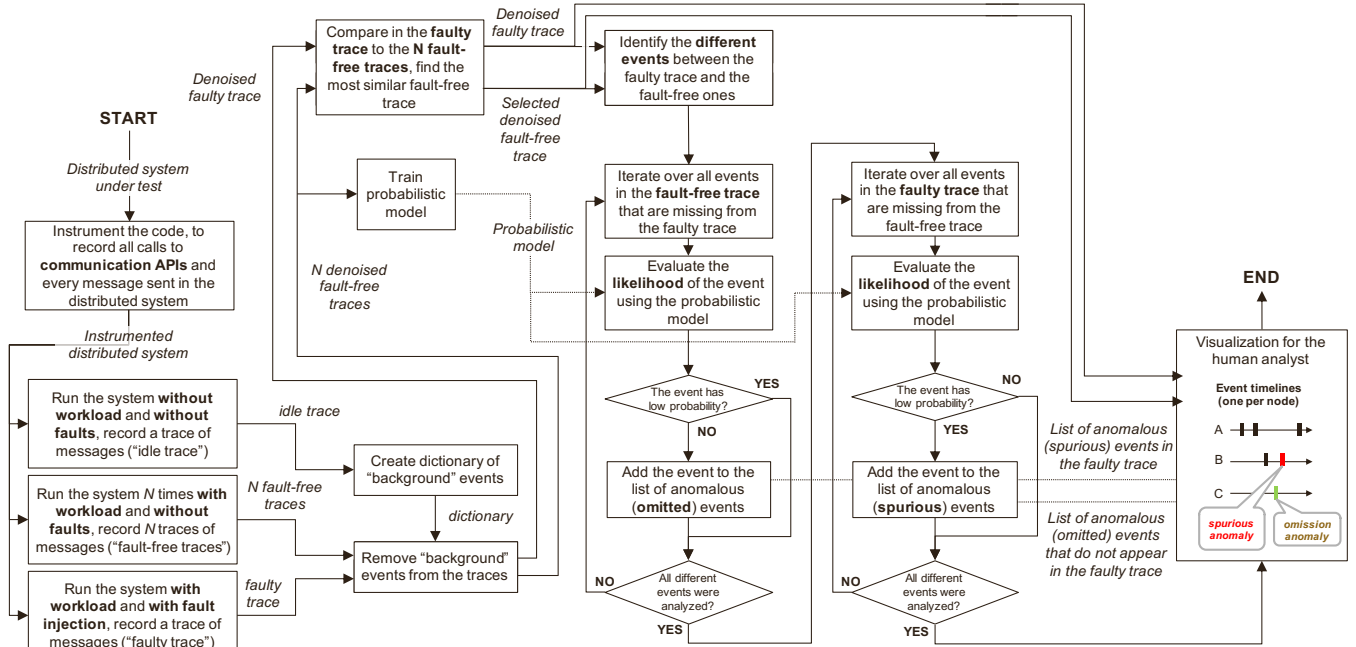 START
Distributed system
under test
Instrument the code, to
record all calls to
communication APIs and
every message sent in the
distributed system
Instrumented
distributed system
Run the system without
workload and without
faults, record a trace of
messages (“idle trace”)
Run the system N times with
workload and without
faults, record N traces of
messages (“fault-free traces”)
Run the system with
workload and with fault
injection, record a trace of
messages (“faulty trace”)
idle trace
N fault-free
traces
faulty
trace
Create dictionary of
“background” events
dictionary
Remove “background”
events from the traces
Denoised
faulty trace
N denoised
fault-free
traces
Compare in the faulty
trace to the N fault-
free traces, find the
most similar fault-free
trace
Train
probabilistic
model
Probabilistic
model
Denoised
faulty trace
Selected
denoised
fault-free
trace
Identify the different
events between the
faulty trace and the
fault-free ones
Iterate over all events
in the fault-free trace
that are missing from
the faulty trace
Evaluate the
likelihood of the event
using the probabilistic
model
The event has
low probability?
YES
NO
Add the event to the
list of anomalous
(omitted) events
All different
events were
analyzed?
NO
YES
Iterate over all events
in the faulty trace that
are missing from the
fault-free trace
Evaluate the
likelihood of the event
using the probabilistic
model
The event has
low probability?
NO
YES
Add the event to the
list of anomalous
(spurious) events
All different
events were
analyzed?
NO
YES
List of anomalous
(spurious) events in
the faulty trace
List of anomalous
(omitted) events
that do not appear
in the faulty trace
END
Visualization for the
human analyst
Event timelines
(one per node)
A
B
C
spurious
anomaly
omission
anomaly